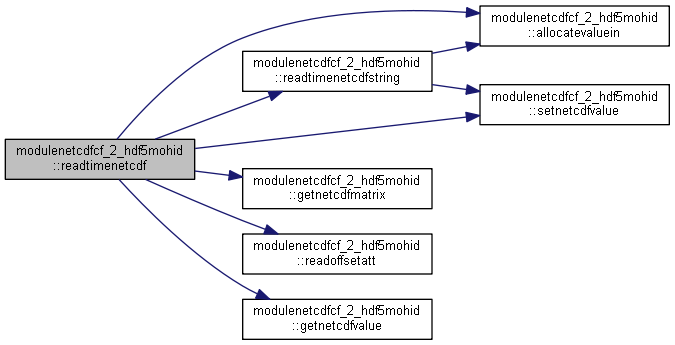 modulenetcdfcf_2_hdf5mohid
::allocatevaluein
modulenetcdfcf_2_hdf5mohid
::readtimenetcdfstring
modulenetcdfcf_2_hdf5mohid
::setnetcdfvalue
modulenetcdfcf_2_hdf5mohid
::readtimenetcdf
modulenetcdfcf_2_hdf5mohid
::getnetcdfmatrix
modulenetcdfcf_2_hdf5mohid
::readoffsetatt
modulenetcdfcf_2_hdf5mohid
::getnetcdfvalue